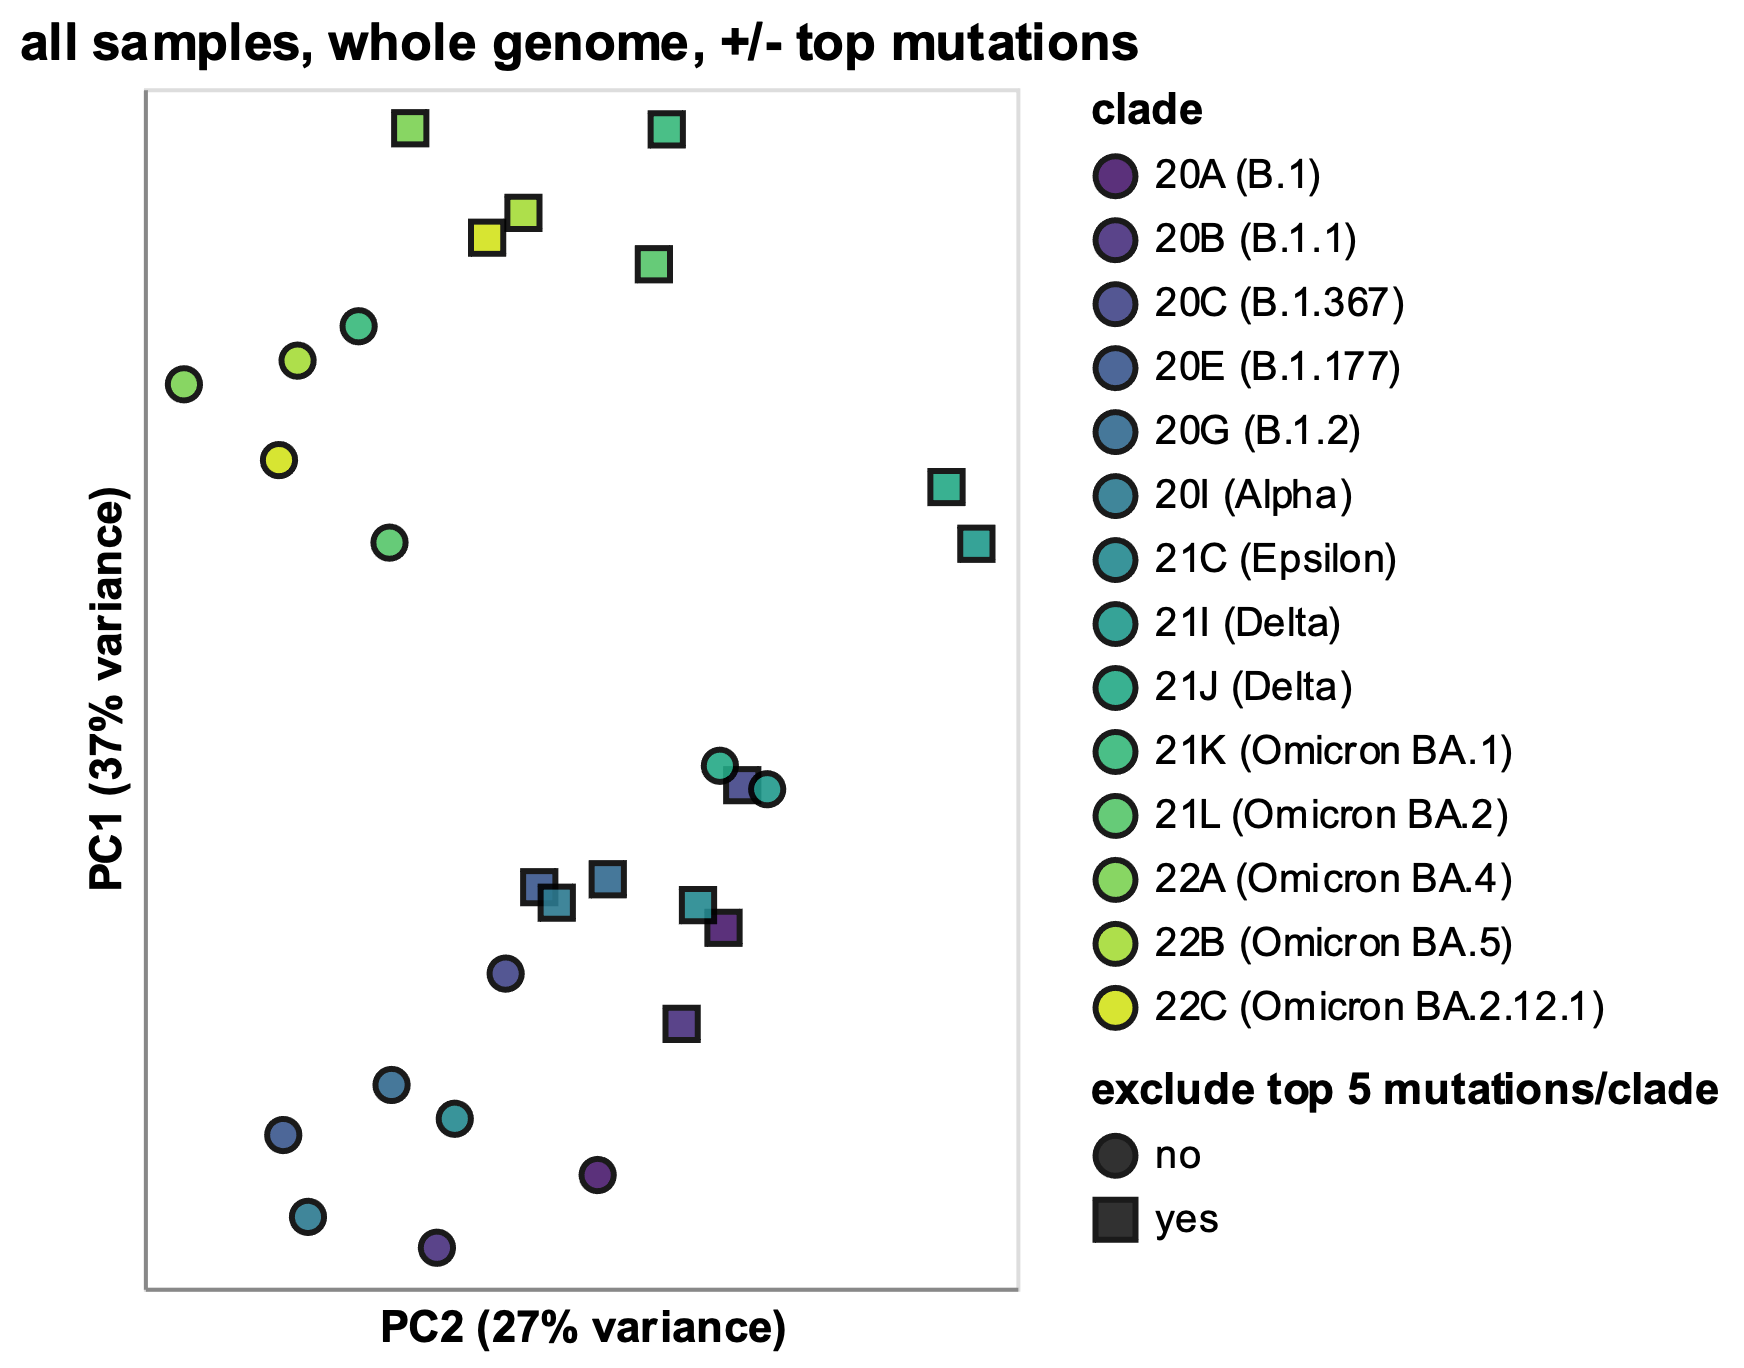 all samples, whole genome, +/- top mutations
PC1 (37% variance)
PC2 (27% variance)
clade
20A (B.1)
20B (B.1.1)
20C (B.1.367)
20E (B.1.177)
20G (B.1.2)
20I (Alpha)
21C (Epsilon)
21I (Delta)
21J (Delta)
21K (Omicron BA.1)
21L (Omicron BA.2)
22A (Omicron BA.4)
22B (Omicron BA.5)
22C (Omicron BA.2.12.1)
exclude top 5 mutations/clade
no
yes